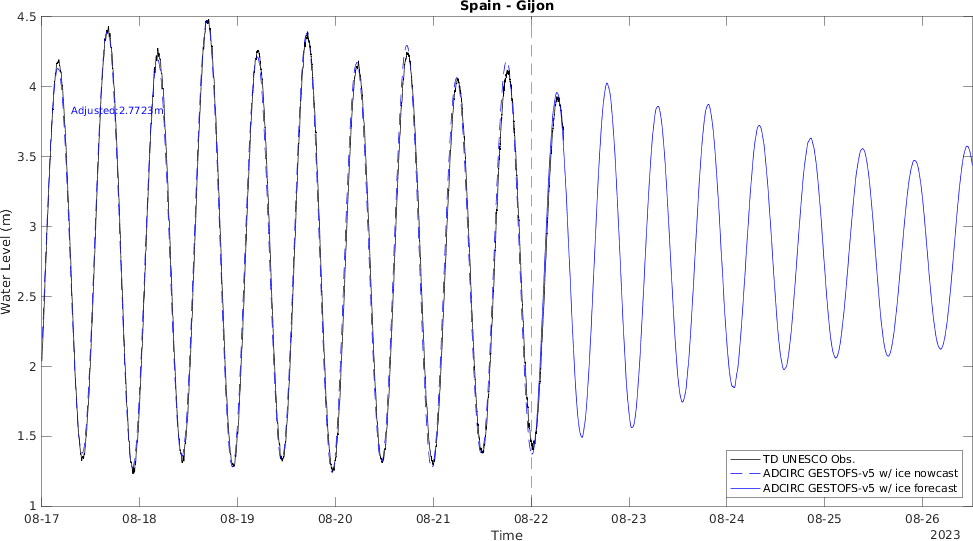 Spain - Gijon
4.5
4
3.5
3
2.5
2
1.5
1
Water Level (m)
Adjusted:2.7723m
TD UNESCO Obs.
ADCIRC GESTOFS-v5 w/ ice nowcast
ADCIRC GESTOFS-v5 w/ ice forecast
08-17 08-18 08-19 08-20 08-21 08-22 08-23 08-24 08-25 08-26
Time
2023